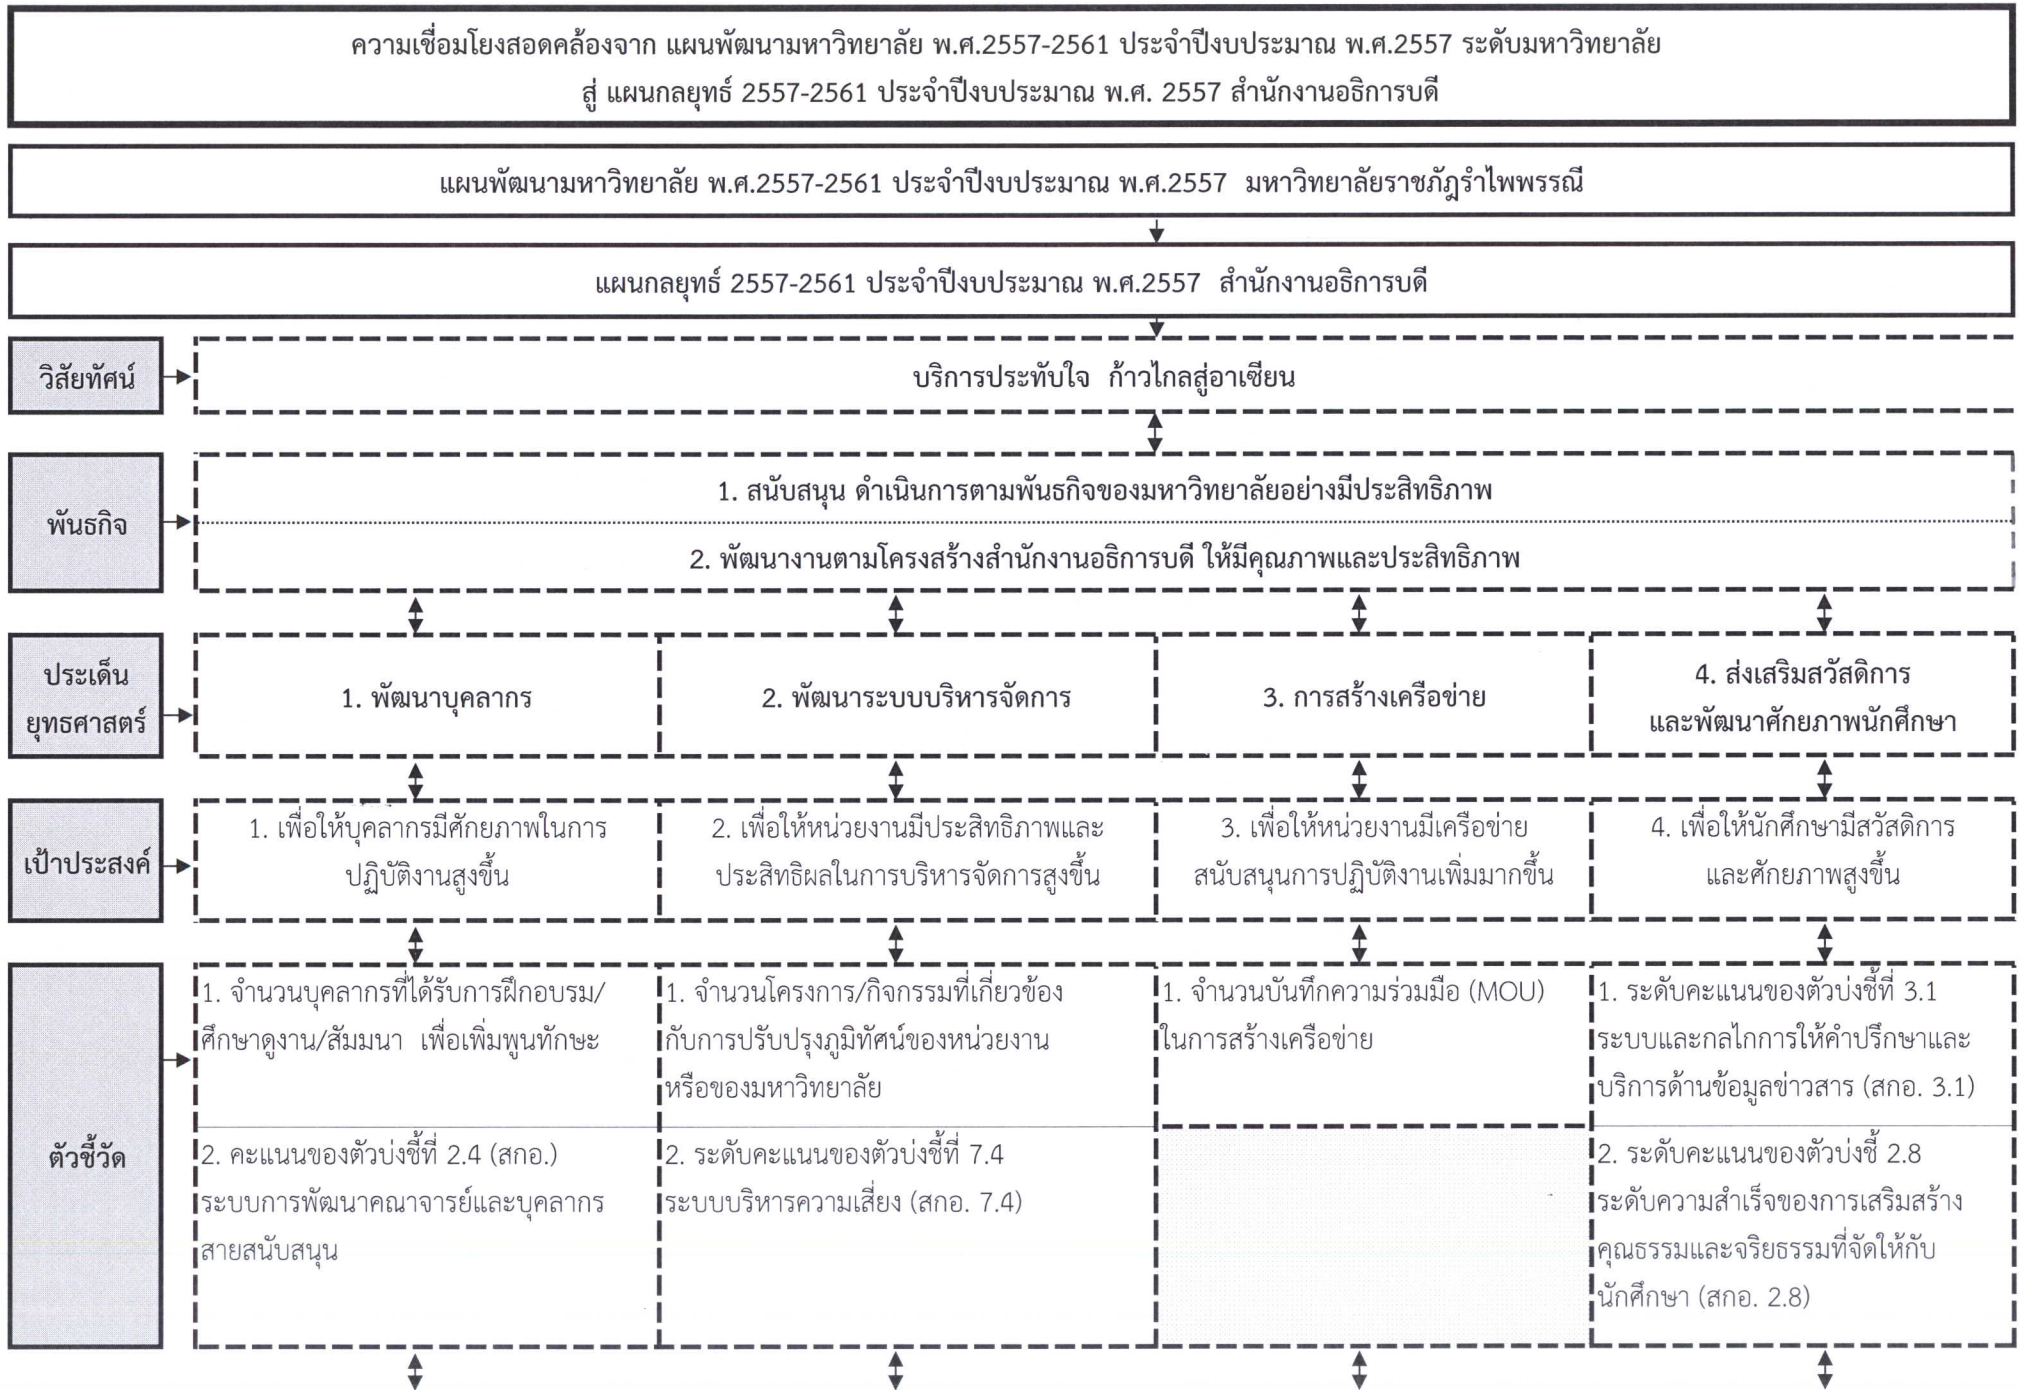 ความเชื่อมโยงสอดคล้องจาก แผนพัฒนามหาวิทยาลัย พ.ศ.2557-2561 ประจำปีงบประมาณ พ.ศ.2557 ระดับมหาวิทยาลัย
สู่ แผนกลยุทธ์ 2557-2561 ประจำปีงบประมาณ พ.ศ. 2557 สำนักงานอธิการบดี
แผนพัฒนามหาวิทยาลัย พ.ศ.2557-2561 ประจำปีงบประมาณ พ.ศ.2557 มหาวิทยาลัยราชภัฏรำไพพรรณี
แผนกลยุทธ์ 2557-2561 ประจำปีงบประมาณ พ.ศ.2557 สำนักงานอธิการบดี
วิสัยทัศน์
บริการประทับใจ ก้าวไกลสู่อาเซียน
พันธกิจ
1. สนับสนุน ดำเนินการตามพันธกิจของมหาวิทยาลัยอย่างมีประสิทธิภาพ
2. พัฒนางานตามโครงสร้างสำนักงานอธิการบดี ให้มีคุณภาพและประสิทธิภาพ
ประเด็น
ยุทธศาสตร์
1. พัฒนาบุคลากร
2. พัฒนาระบบบริหารจัดการ
3. การสร้างเครือข่าย
4. ส่งเสริมสวัสดิการ
และพัฒนาศักยภาพนักศึกษา
เป้าประสงค์
1. เพื่อให้บุคลากรมีศักยภาพในการ
ปฏิบัติงานสูงขึ้น
2. เพื่อให้หน่วยงานมีประสิทธิภาพและ
ประสิทธิผลในการบริหารจัดการสูงขึ้น
3. เพื่อให้หน่วยงานมีเครือข่าย
สนับสนุนการปฏิบัติงานเพิ่มมากขึ้น
4. เพื่อให้นักศึกษามีสวัสดิการ
และศักยภาพสูงขึ้น
ตัวชี้วัด
1. จำนวนบุคลากรที่ได้รับการฝึกอบรม/
ศึกษาดูงาน/สัมมนา เพื่อเพิ่มพูนทักษะ
2. คะแนนของตัวบ่งชี้ที่ 2.4 (สกอ.)
ระบบการพัฒนาคณาจารย์และบุคลากร
สายสนับสนุน
1. จำนวนโครงการ/กิจกรรมที่เกี่ยวข้อง
กับการปรับปรุงภูมิทัศน์ของหน่วยงาน
หรือของมหาวิทยาลัย
2. ระดับคะแนนของตัวบ่งชี้ที่ 7.4
ระบบบริหารความเสี่ยง (สกอ. 7.4)
1. จำนวนบันทึกความร่วมมือ (MOU)
ในการสร้างเครือข่าย
1. ระดับคะแนนของตัวบ่งชี้ที่ 3.1
ระบบและกลไกการให้คำปรึกษาและ
บริการด้านข้อมูลข่าวสาร (สกอ. 3.1)
2. ระดับคะแนนของตัวบ่งชี้ 2.8
ระดับความสำเร็จของการเสริมสร้าง
คุณธรรมและจริยธรรมที่จัดให้กับ
นักศึกษา (สกอ. 2.8)